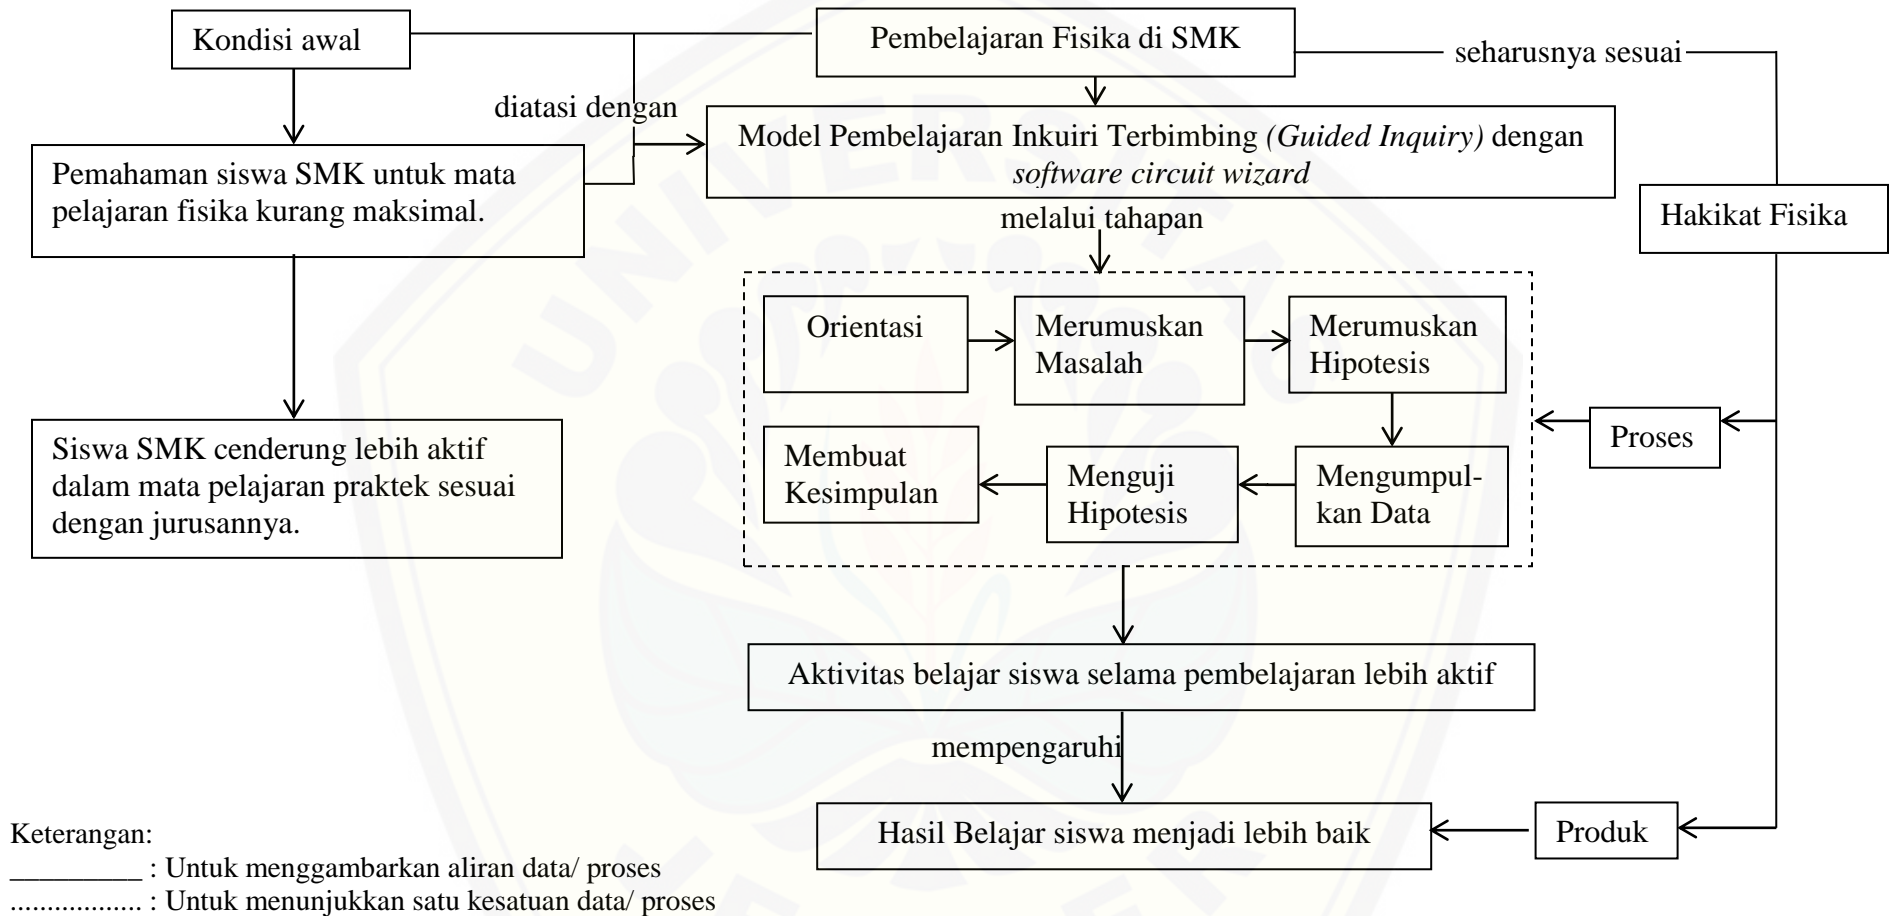 Kondisi awal
Pembelajaran Fisika di SMK
seharusnya sesuai
diatasi dengan
Model Pembelajaran Inkuiri Terbimbing (Guided Inquiry) dengan
software circuit wizard
Pemahaman siswa SMK untuk mata
pelajaran fisika kurang maksimal.
Hakikat Fisika
melalui tahapan
Orientasi
Merumuskan
Masalah
Merumuskan
Hipotesis
Siswa SMK cenderung lebih aktif
dalam mata pelajaran praktek sesuai
dengan jurusannya.
Membuat
Kesimpulan
Menguji
Hipotesis
Mengumpul-
kan Data
Proses
Aktivitas belajar siswa selama pembelajaran lebih aktif
mempengaruhi
Hasil Belajar siswa menjadi lebih baik
Produk
Keterangan:
_________ : Untuk menggambarkan aliran data/ proses
.................. : Untuk menunjukkan satu kesatuan data/ proses
UNIVERSITAS